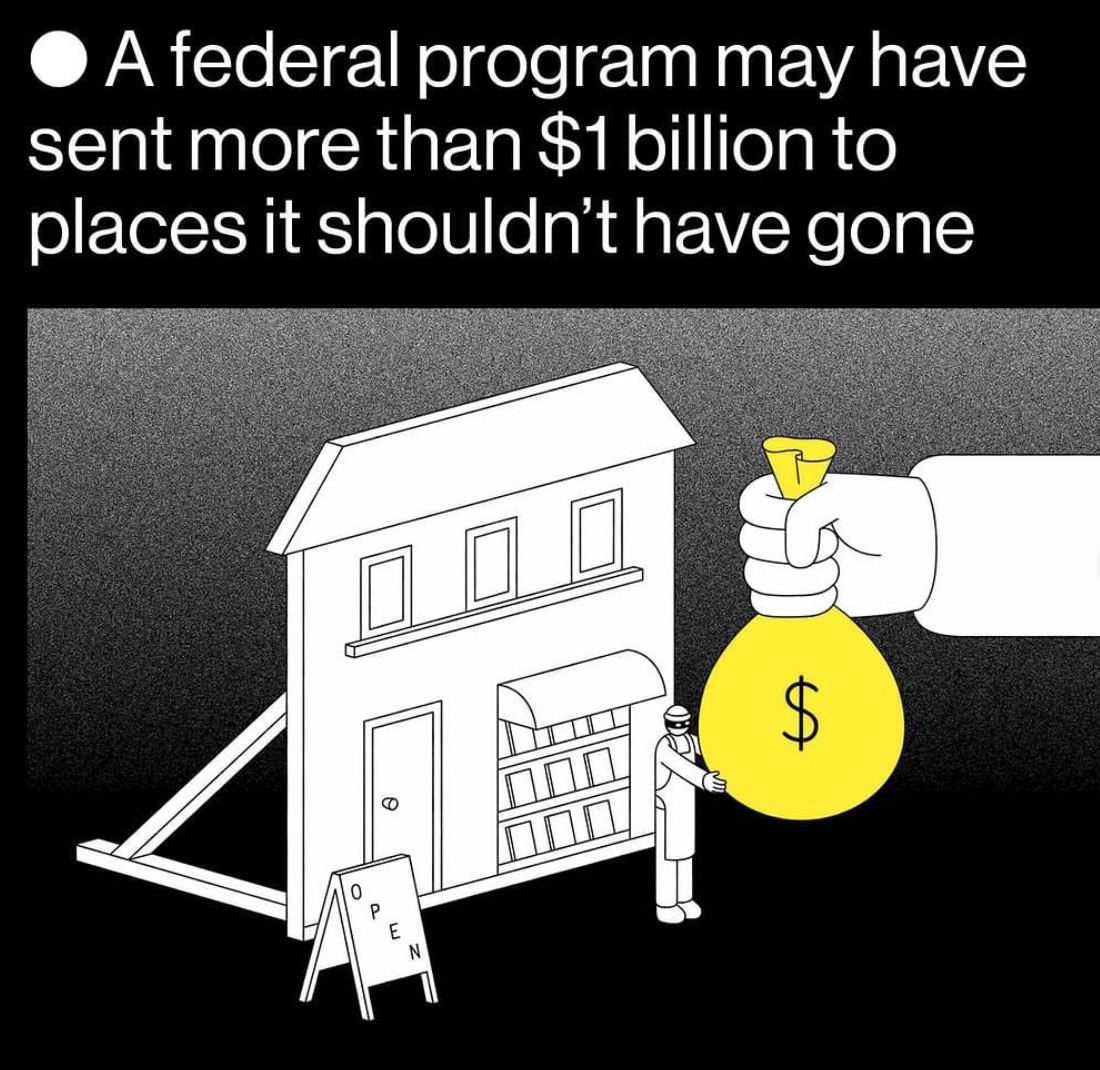 ● A federal program may have
sent more than $1 billion to
places it shouldn’t have gone
$
OPEN